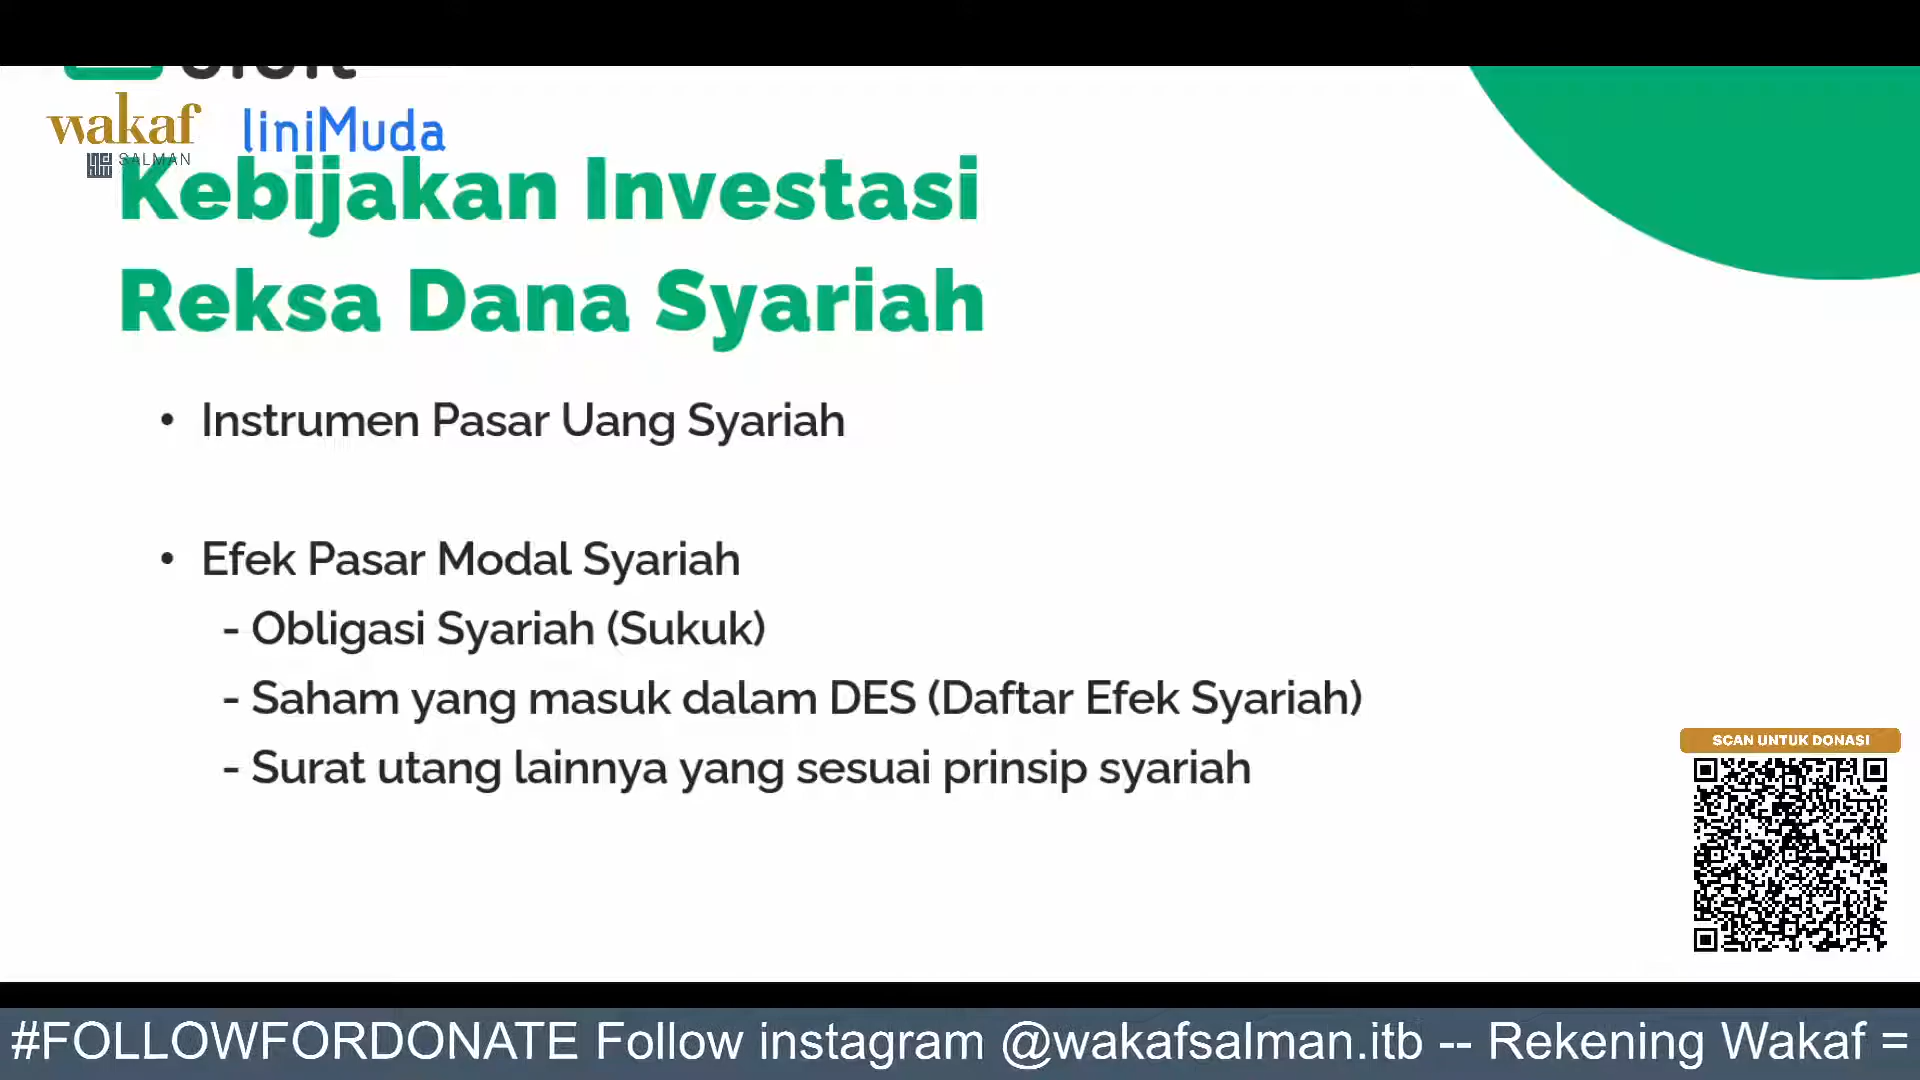 wakaf
SALMAN
liniMuda
Kebijakan Investasi
Reksa Dana Syariah
• Instrumen Pasar Uang Syariah
• Efek Pasar Modal Syariah
- Obligasi Syariah (Sukuk)
- Saham yang masuk dalam DES (Daftar Efek Syariah)
- Surat utang lainnya yang sesuai prinsip syariah
SCAN UNTUK DONASI
#FOLLOWFORDONATE Follow instagram @wakafsalman.itb -- Rekening Wakaf =